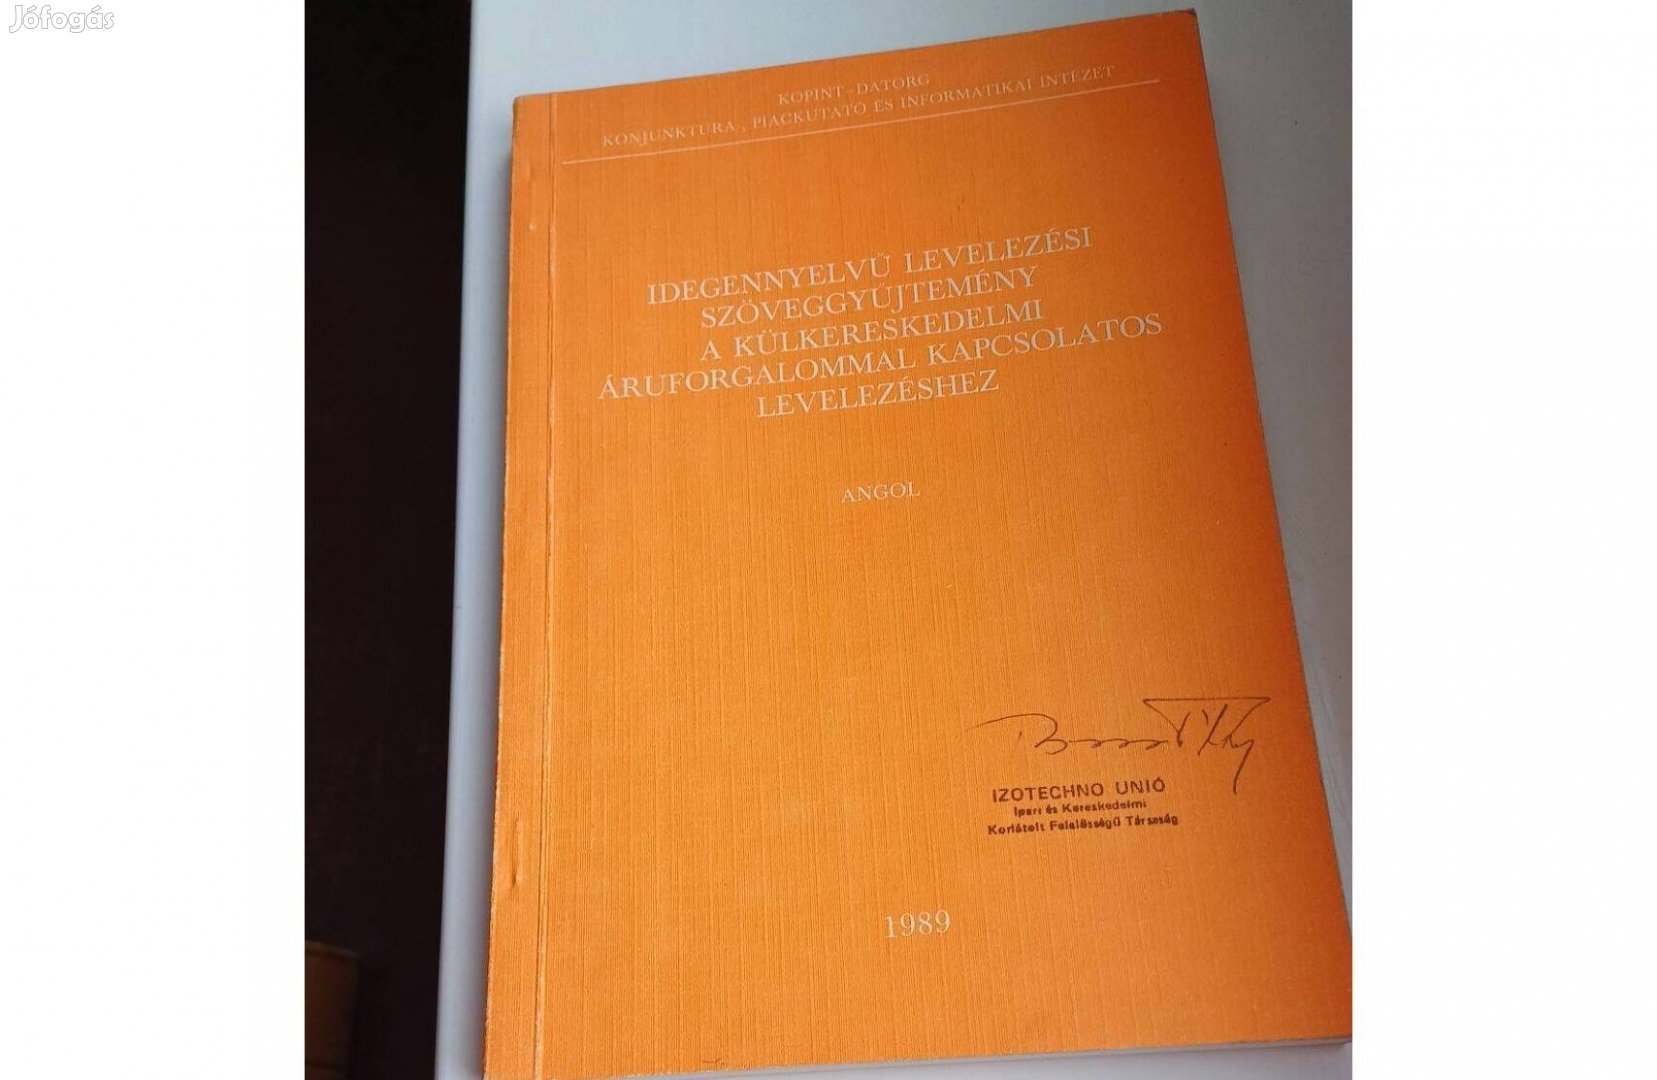 Jófogás
KOPINT-DATORG
KONJUNKTURA-, PIACKUTATÓ ÉS INFORMATIKAI INTÉZET
IDEGENNYELVŰ LEVELEZÉSI
SZÖVEGGYŰJTEMÉNY
A KÜLKERESKEDELMI
ÁRUFORGALOMMAL KAPCSOLATOS
LEVELEZÉSHEZ
ANGOL
IZOTECHNO UNIÓ
Ipari és Kereskedelmi
Korlátolt Felelősségű Társaság
1989